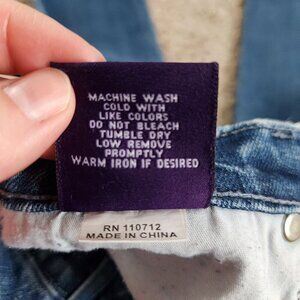 MACHINE WASH
COLD WITH
LIKE COLORS
DO NOT BLEACH
TUMBLE DRY
LOW REMOVE
PROMPTLY
WARM IRON IF DESIRED
RN 110712
MADE IN CHINA